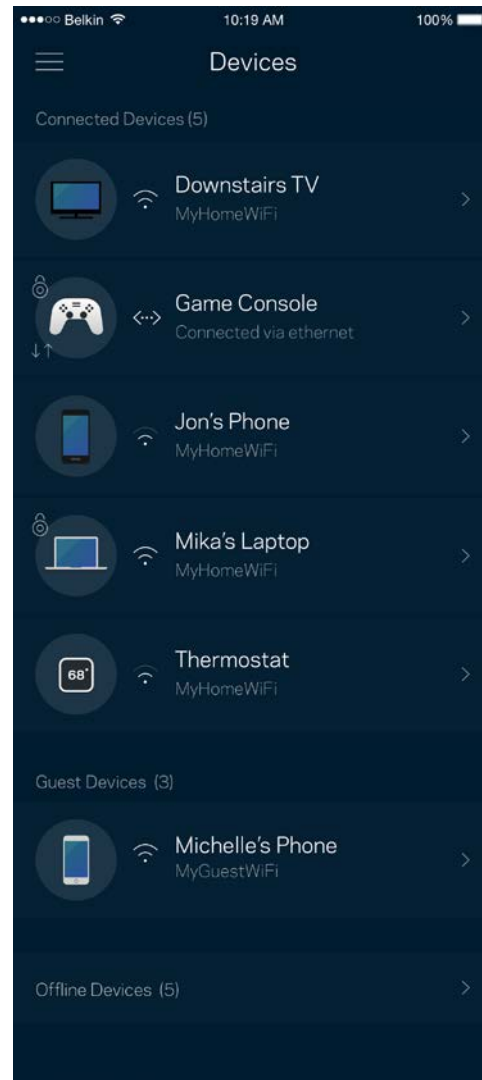 Belkin 10:19 AM 100%
Devices
Connected Devices (5)
Downstairs TV
MyHomeWiFi
Game Console
Connected via ethernet
Jon's Phone
MyHomeWiFi
Mika's Laptop
MyHomeWiFi
68°
Thermostat
MyHomeWiFi
Guest Devices (3)
Michelle's Phone
MyGuestWiFi
Offline Devices (5)